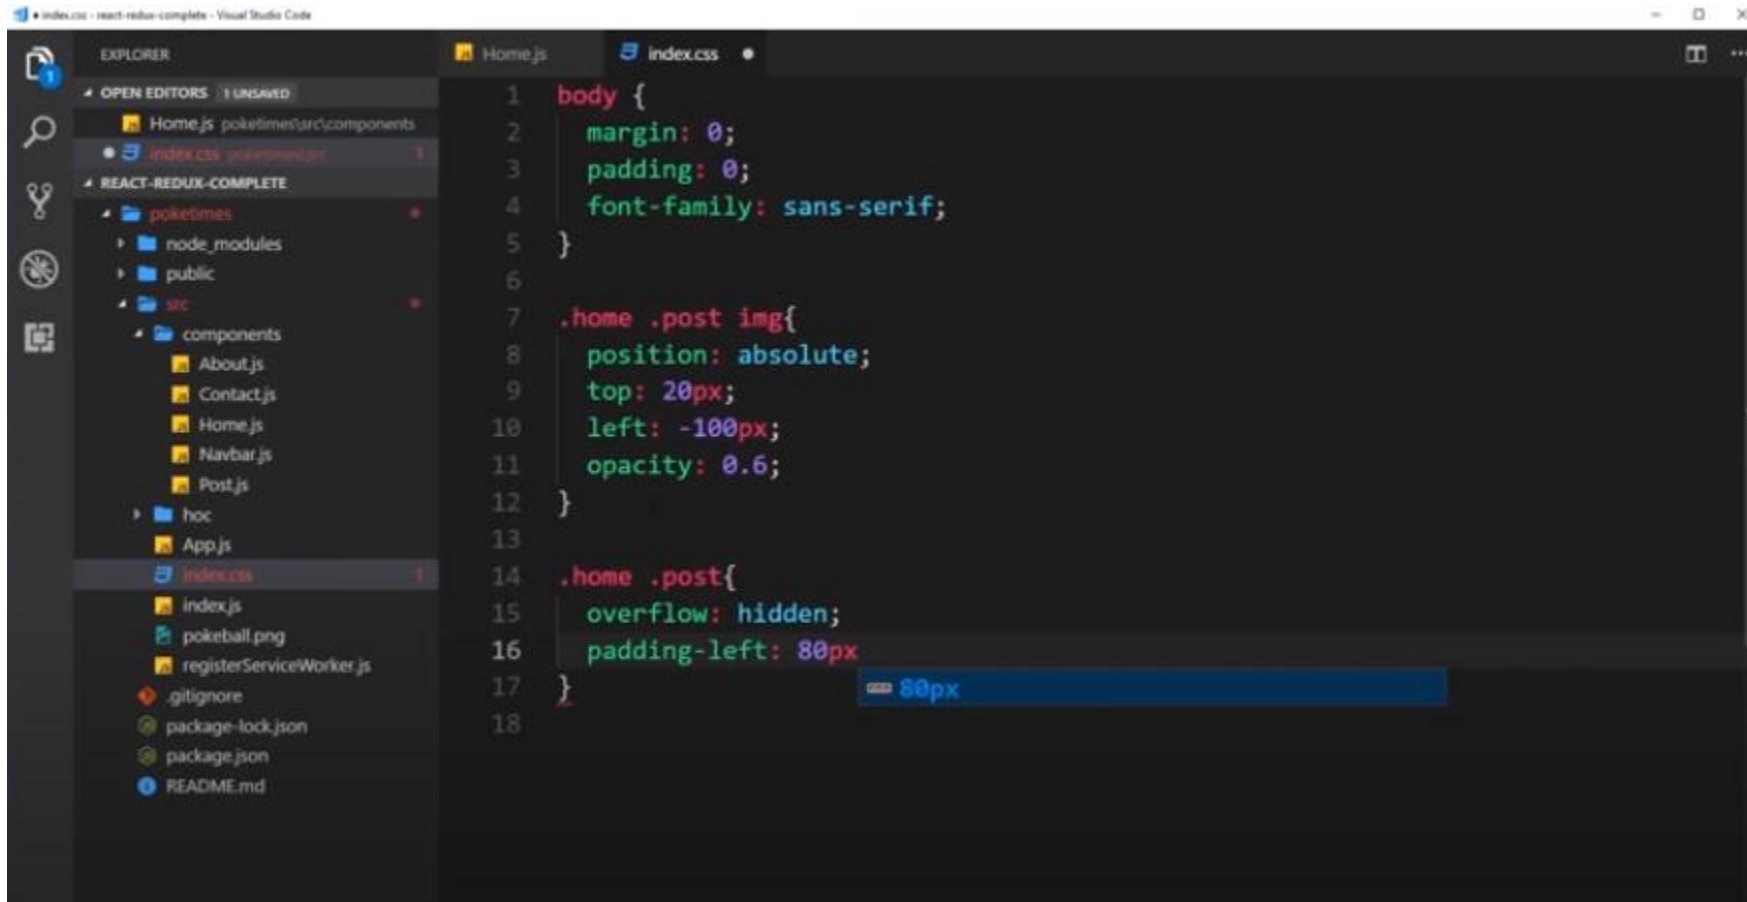 index.css - react-redux-complete - Visual Studio Code
1
EXPLORER
OPEN EDITORS 1 UNSAVED
Home.js poketimes\src\components
index.css poketimes\src 1
REACT-REDUX-COMPLETE
poketimes
node_modules
public
src
components
About.js
Contact.js
Home.js
Navbar.js
Post.js
hoc
App.js
index.css 1
index.js
pokeball.png
registerServiceWorker.js
.gitignore
package-lock.json
package.json
README.md
Home.js index.css
1 body {
2 margin: 0;
3 padding: 0;
4 font-family: sans-serif;
5 }
6
7 .home .post img{
8 position: absolute;
9 top: 20px;
10 left: -100px;
11 opacity: 0.6;
12 }
13
14 .home .post{
15 overflow: hidden;
16 padding-left: 80px
17 }
80px
18